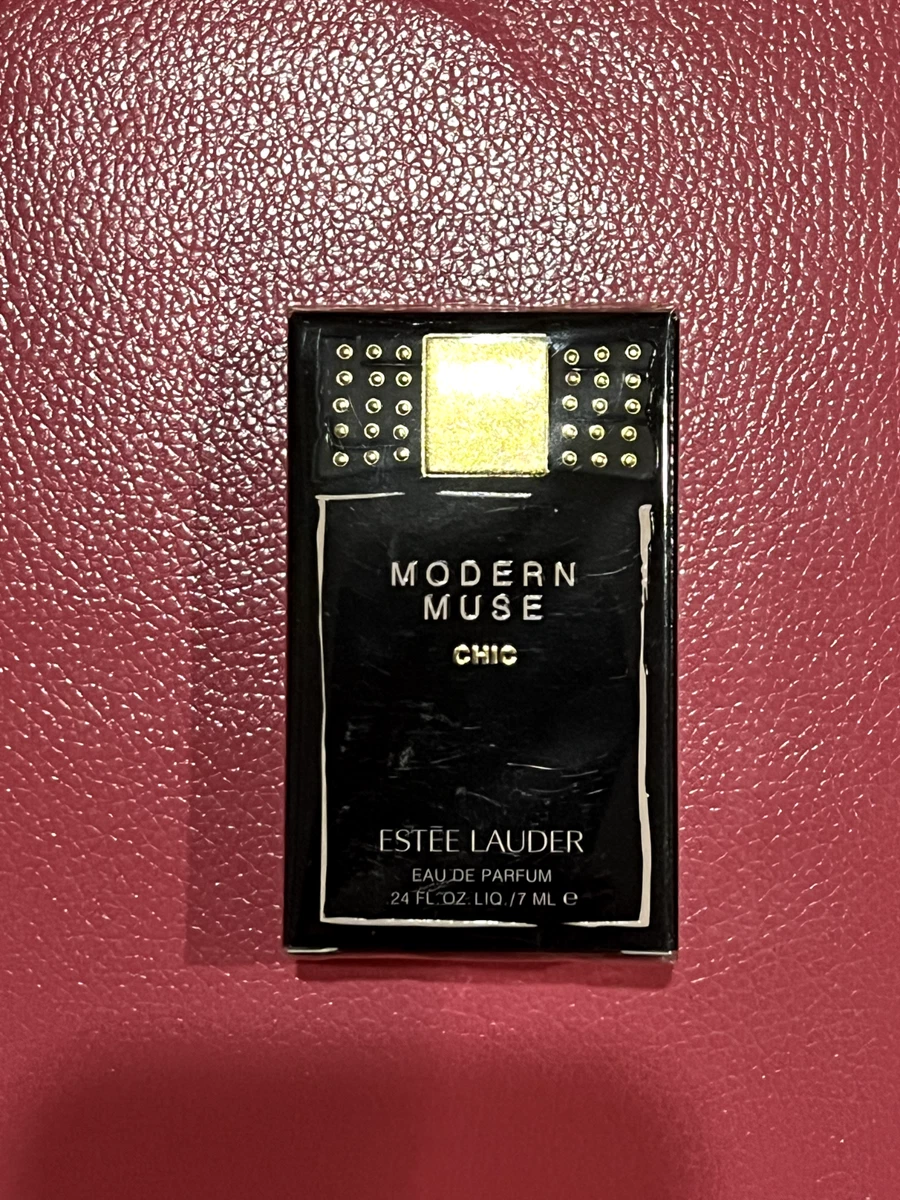 MODERN
MUSE
CHIC
ESTĒE LAUDER
EAU DE PARFUM
.24 FL.OZ.LIQ./7 ML ℮